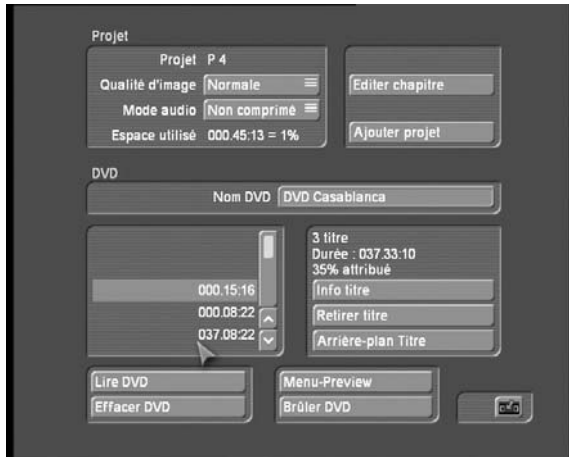 Projet
Projet P 4
Qualité d'image Normale
Mode audio Non comprimé
Espace utilisé 000.45:13 = 1%
Editer chapitre
Ajouter projet
DVD
Nom DVD DVD Casablanca
000.15:16
000.08:22
037.08:22
3 titre
Durée : 037.33:10
35% attribué
Info titre
Retirer titre
Arrière-plan Titre
Lire DVD
Effacer DVD
Menu-Preview
Brûler DVD